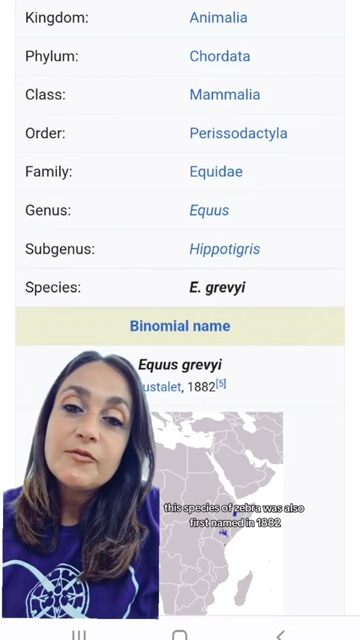 Kingdom: Animalia
Phylum: Chordata
Class: Mammalia
Order: Perissodactyla
Family: Equidae
Genus: Equus
Subgenus: Hippotigris
Species: E. grevyi
Binomial name
Equus grevyi
ustalet, 1882[5]
this species of zebra was also
first named in 1882